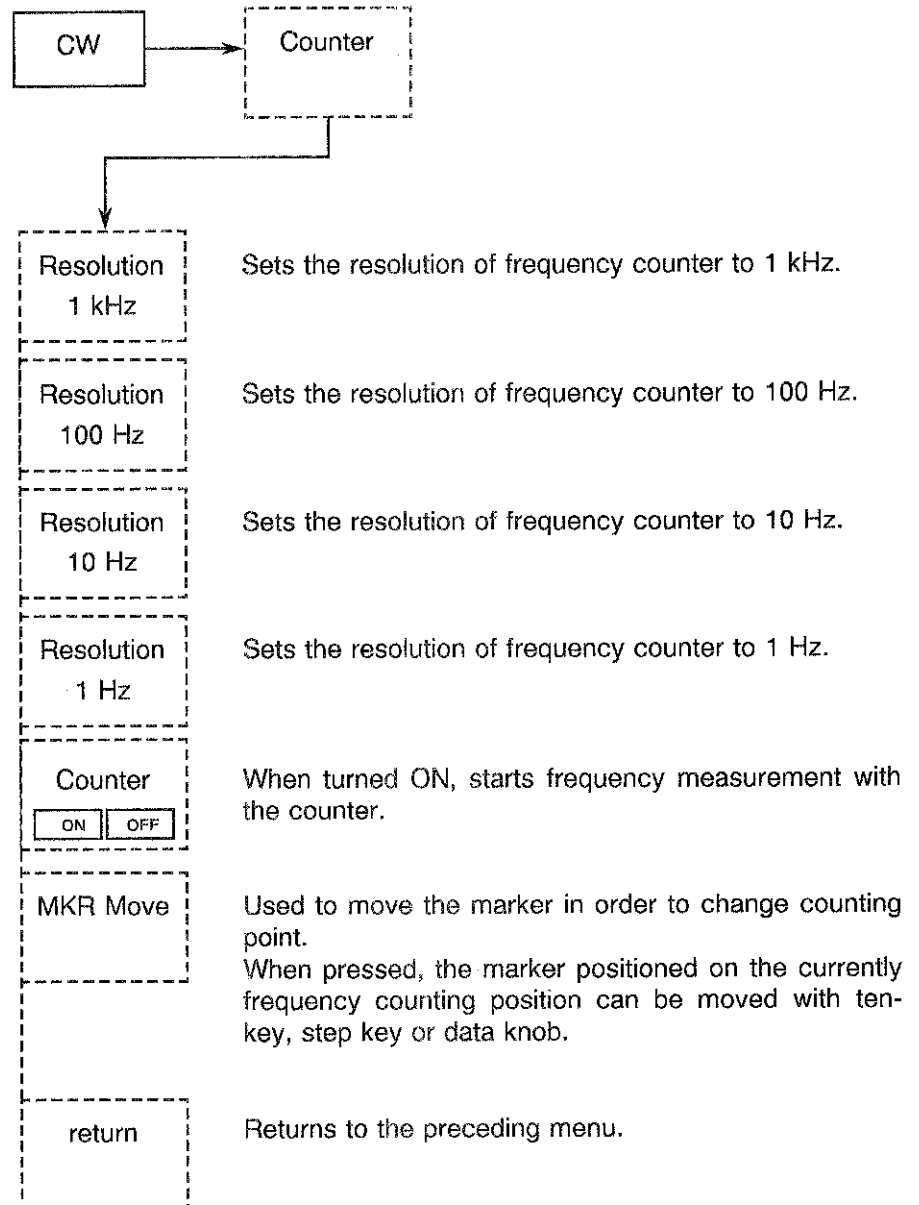 CW
Counter
Resolution
1 kHz
Sets the resolution of frequency counter to 1 kHz.
Resolution
100 Hz
Sets the resolution of frequency counter to 100 Hz.
Resolution
10 Hz
Sets the resolution of frequency counter to 10 Hz.
Resolution
1 Hz
Sets the resolution of frequency counter to 1 Hz.
Counter
ON OFF
When turned ON, starts frequency measurement with
the counter.
MKR Move
Used to move the marker in order to change counting
point.
When pressed, the marker positioned on the currently
frequency counting position can be moved with ten-
key, step key or data knob.
return
Returns to the preceding menu.